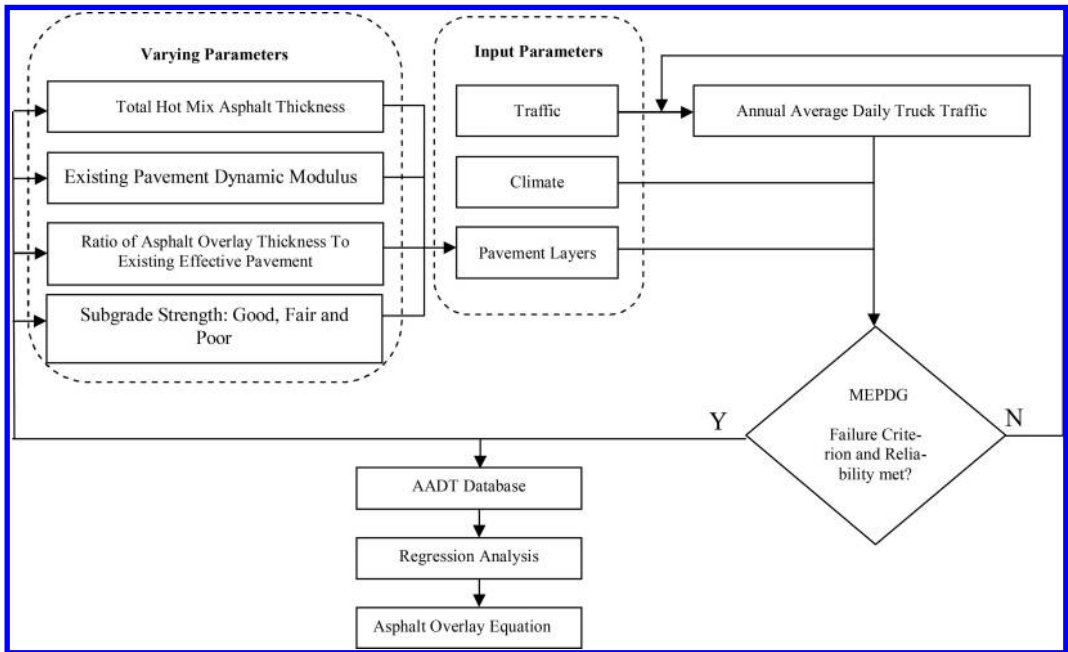 Varying Parameters
Total Hot Mix Asphalt Thickness
Existing Pavement Dynamic Modulus
Ratio of Asphalt Overlay Thickness To
Existing Effective Pavement
Subgrade Strength: Good, Fair and
Poor
Input Parameters
Traffic
Climate
Pavement Layers
Annual Average Daily Truck Traffic
MEPDG
Failure Crite-
rion and Relia-
bility met?
Y
N
AADT Database
Regression Analysis
Asphalt Overlay Equation